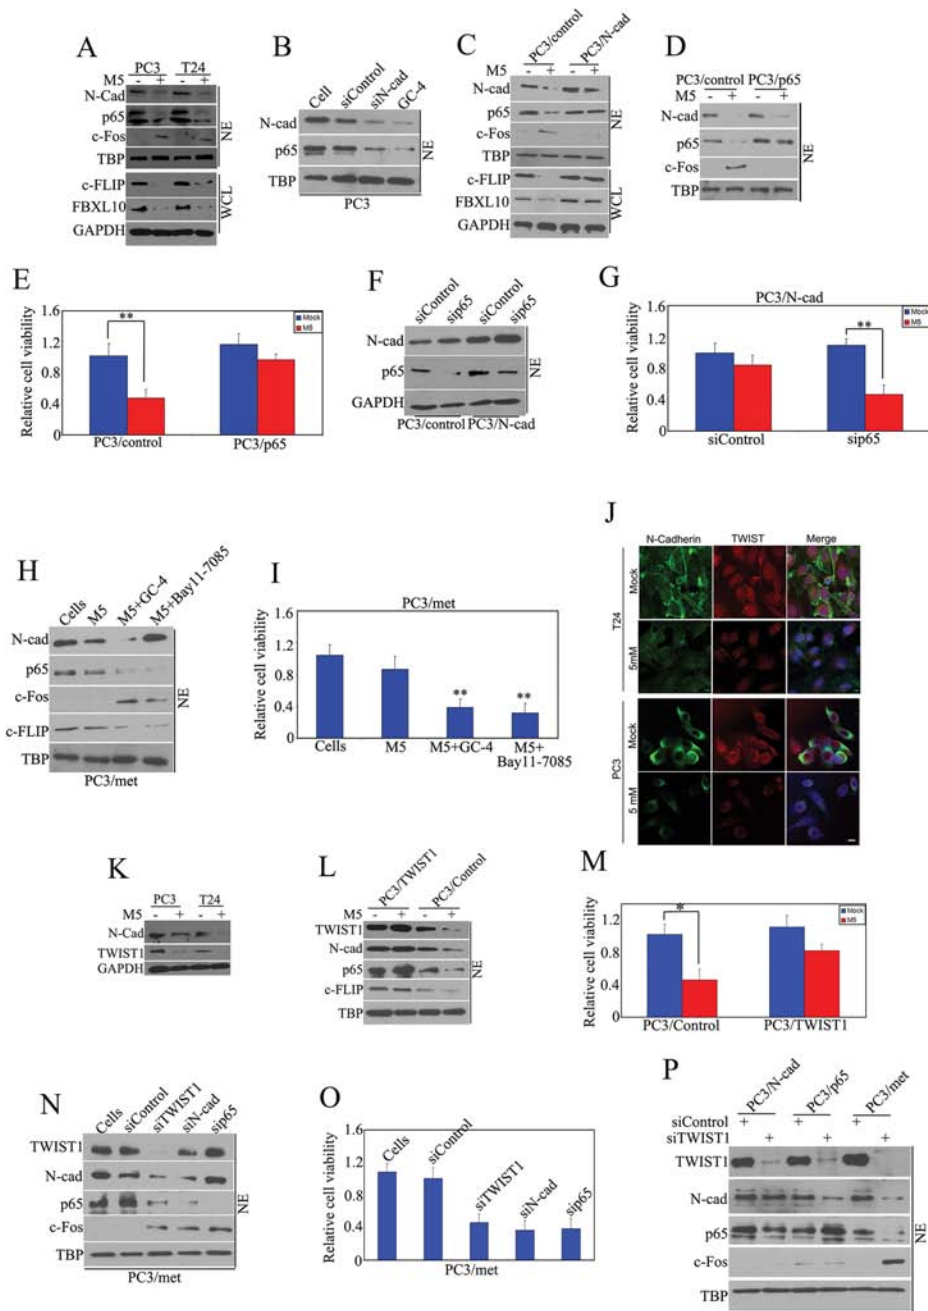 A
PC3 T24
M5 - + - +
N-Cad
p65
c-Fos
TBP
c-FLIP
FBXL10
GAPDH
NE
WCL
B
Cell siControl siN-cad GC-4
N-cad
p65
TBP
NE
PC3
C
PC3/control PC3/N-cad
M5 - + - +
N-cad
p65
c-Fos
TBP
c-FLIP
FBXL10
GAPDH
NE
WCL
D
PC3/control PC3/p65
M5 - + - +
N-cad
p65
c-Fos
TBP
NE
E
Relative cell viability
1.6
1.2
0.8
0.4
0
**
Mock
M5
PC3/control PC3/p65
F
siControl sip65 siControl sip65
N-cad
p65
GAPDH
NE
PC3/control PC3/N-cad
G
PC3/N-cad
Relative cell viability
1.6
1.2
0.8
0.4
0
**
Mock
M5
siControl sip65
H
Cells M5 M5+GC-4 M5+Bay11-7085
N-cad
p65
c-Fos
c-FLIP
TBP
NE
PC3/met
I
PC3/met
Relative cell viability
1.6
1.2
0.8
0.4
0
** **
Cells M5 M5+GC-4 M5+
Bay11-7085
J
N-Cadherin TWIST Merge
T24
Mock
5mM
PC3
Mock
5 mM
K
PC3 T24
M5 - + - +
N-Cad
TWIST1
GAPDH
L
PC3/TWIST1 PC3/Control
M5 - + - +
TWIST1
N-cad
p65
c-FLIP
TBP
NE
M
Relative cell viability
1.2
0.8
0.4
0
*
Mock
M5
PC3/Control PC3/TWIST1
N
Cells siControl siTWIST1 siN-cad sip65
TWIST1
N-cad
p65
c-Fos
TBP
NE
PC3/met
O
Relative cell viability
1.6
1.2
0.8
0.4
0
Cells siControl siTWIST1 siN-cad sip65
PC3/met
P
PC3/N-cad PC3/p65 PC3/met
siControl + + +
siTWIST1 + + +
TWIST1
N-cad
p65
c-Fos
TBP
NE